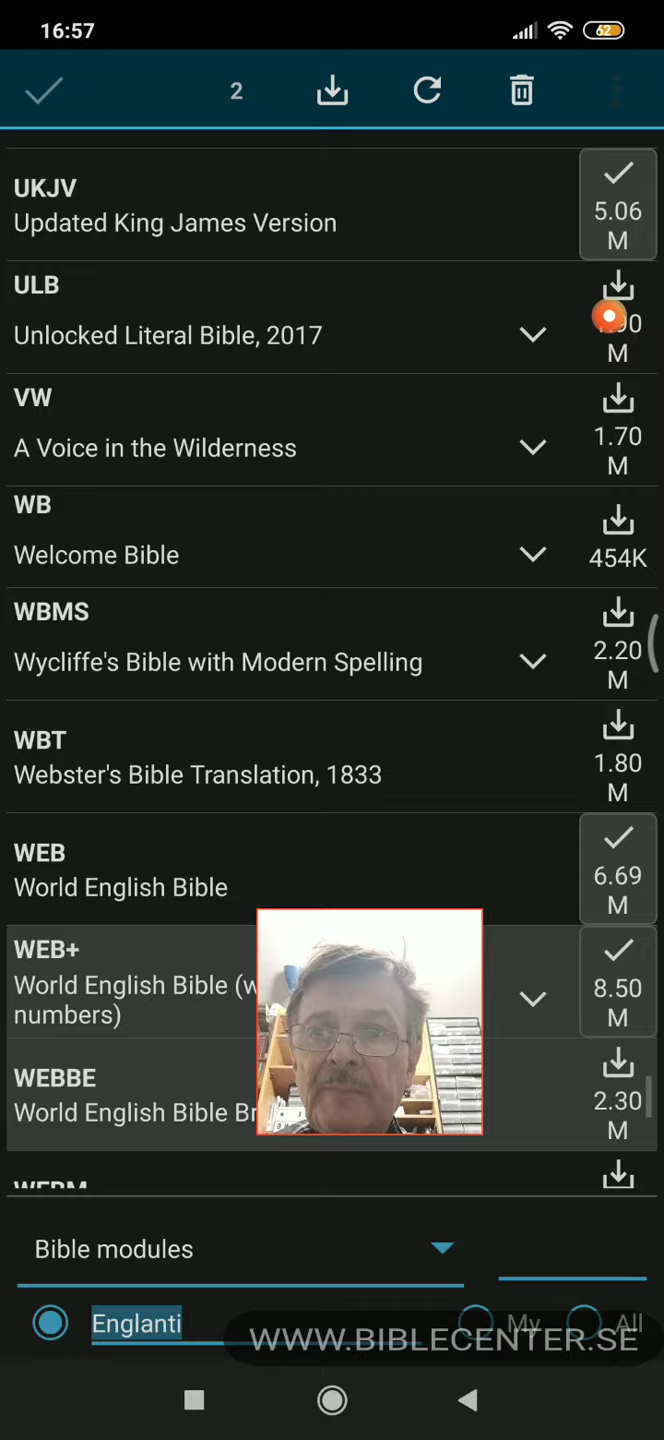 16:57
62
2
UKJV
Updated King James Version
5.06
M
ULB
Unlocked Literal Bible, 2017
M
VW
A Voice in the Wilderness
1.70
M
WB
Welcome Bible
454K
WBMS
Wycliffe's Bible with Modern Spelling
2.20
M
WBT
Webster's Bible Translation, 1833
1.80
M
WEB
World English Bible
6.69
M
WEB+
World English Bible
numbers)
8.50
M
WEBBE
World English Bible
2.30
M
Bible modules
Englanti
My
All
WWW.BIBLECENTER.SE